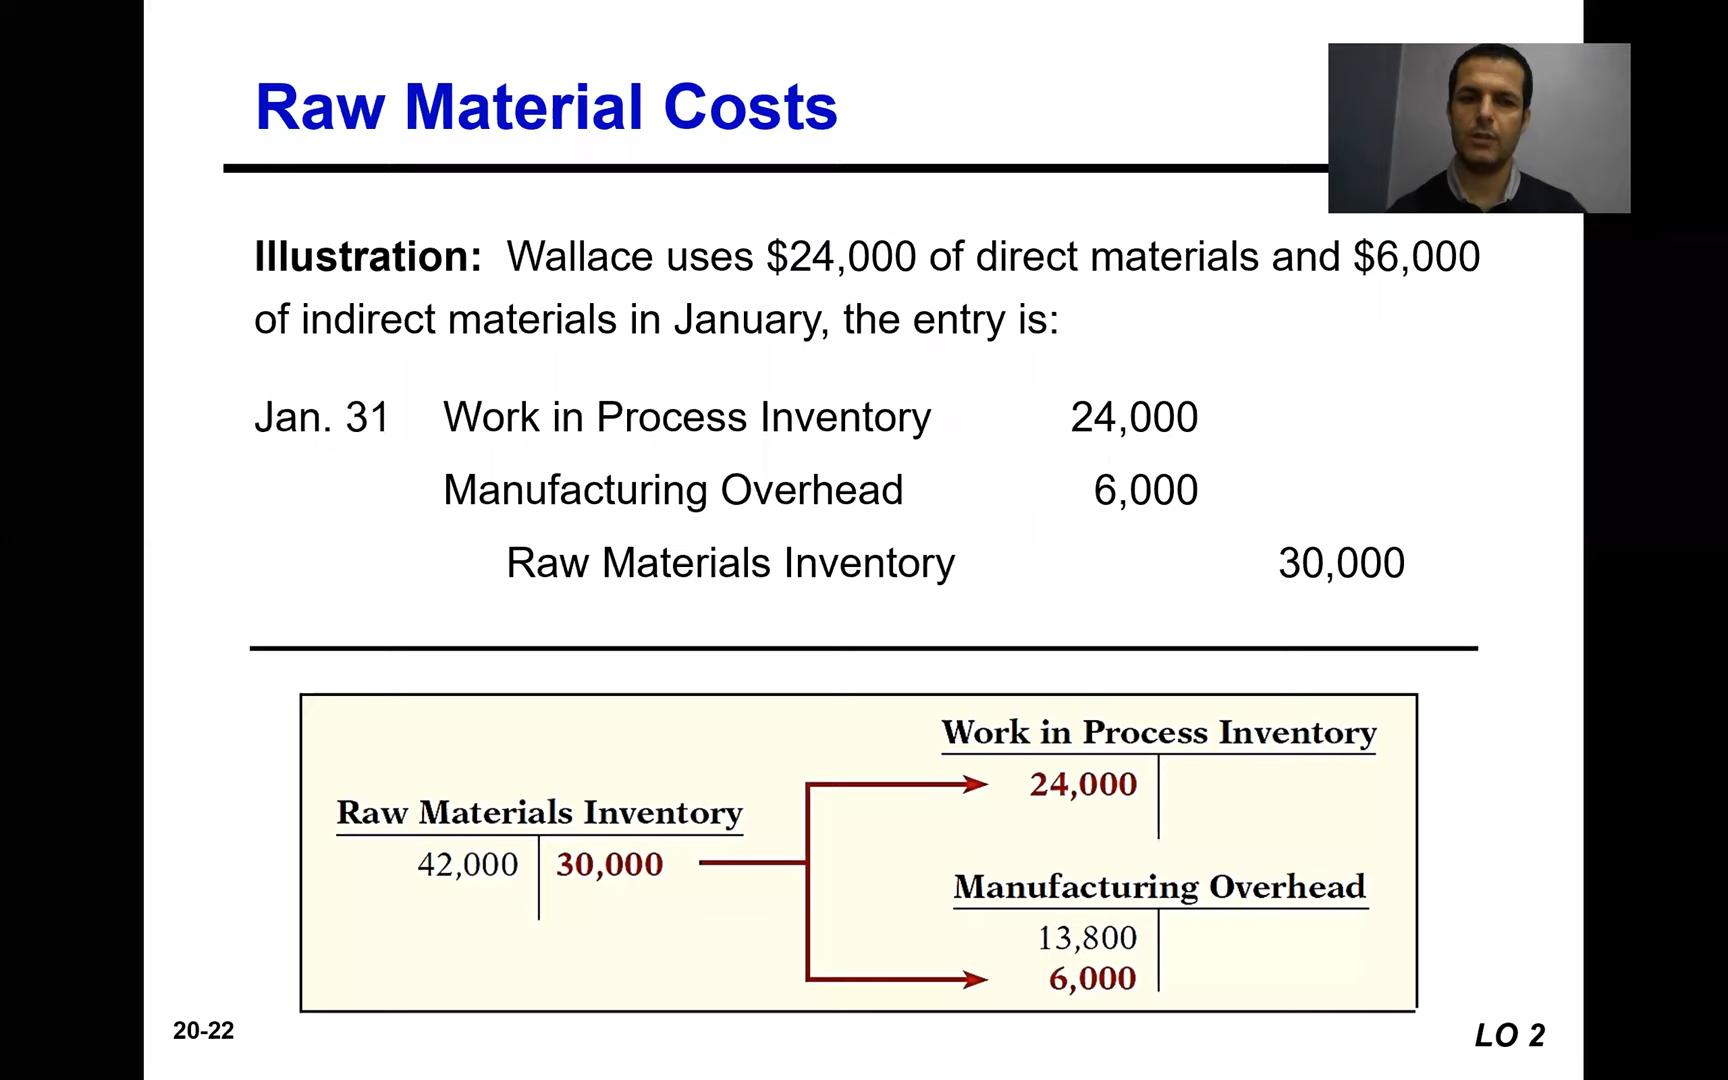 Raw Material Costs
Illustration: Wallace uses $24,000 of direct materials and $6,000
of indirect materials in January, the entry is:
Jan. 31 Work in Process Inventory 24,000
Manufacturing Overhead 6,000
Raw Materials Inventory 30,000
Raw Materials Inventory
42,000 30,000
Work in Process Inventory
24,000
Manufacturing Overhead
13,800
6,000
20-22
LO 2